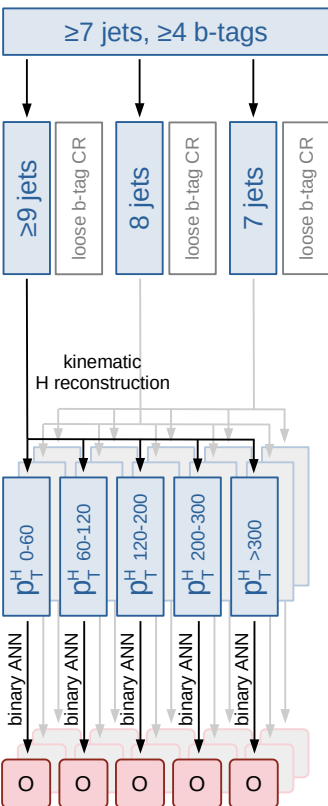 ≥7 jets, ≥4 b-tags
≥9 jets
loose b-tag CR
8 jets
loose b-tag CR
7 jets
loose b-tag CR
kinematic
H reconstruction
p_T^H 0-60
p_T^H 60-120
p_T^H 120-200
p_T^H 200-300
p_T^H >300
binary ANN
binary ANN
binary ANN
binary ANN
binary ANN
O
O
O
O
O